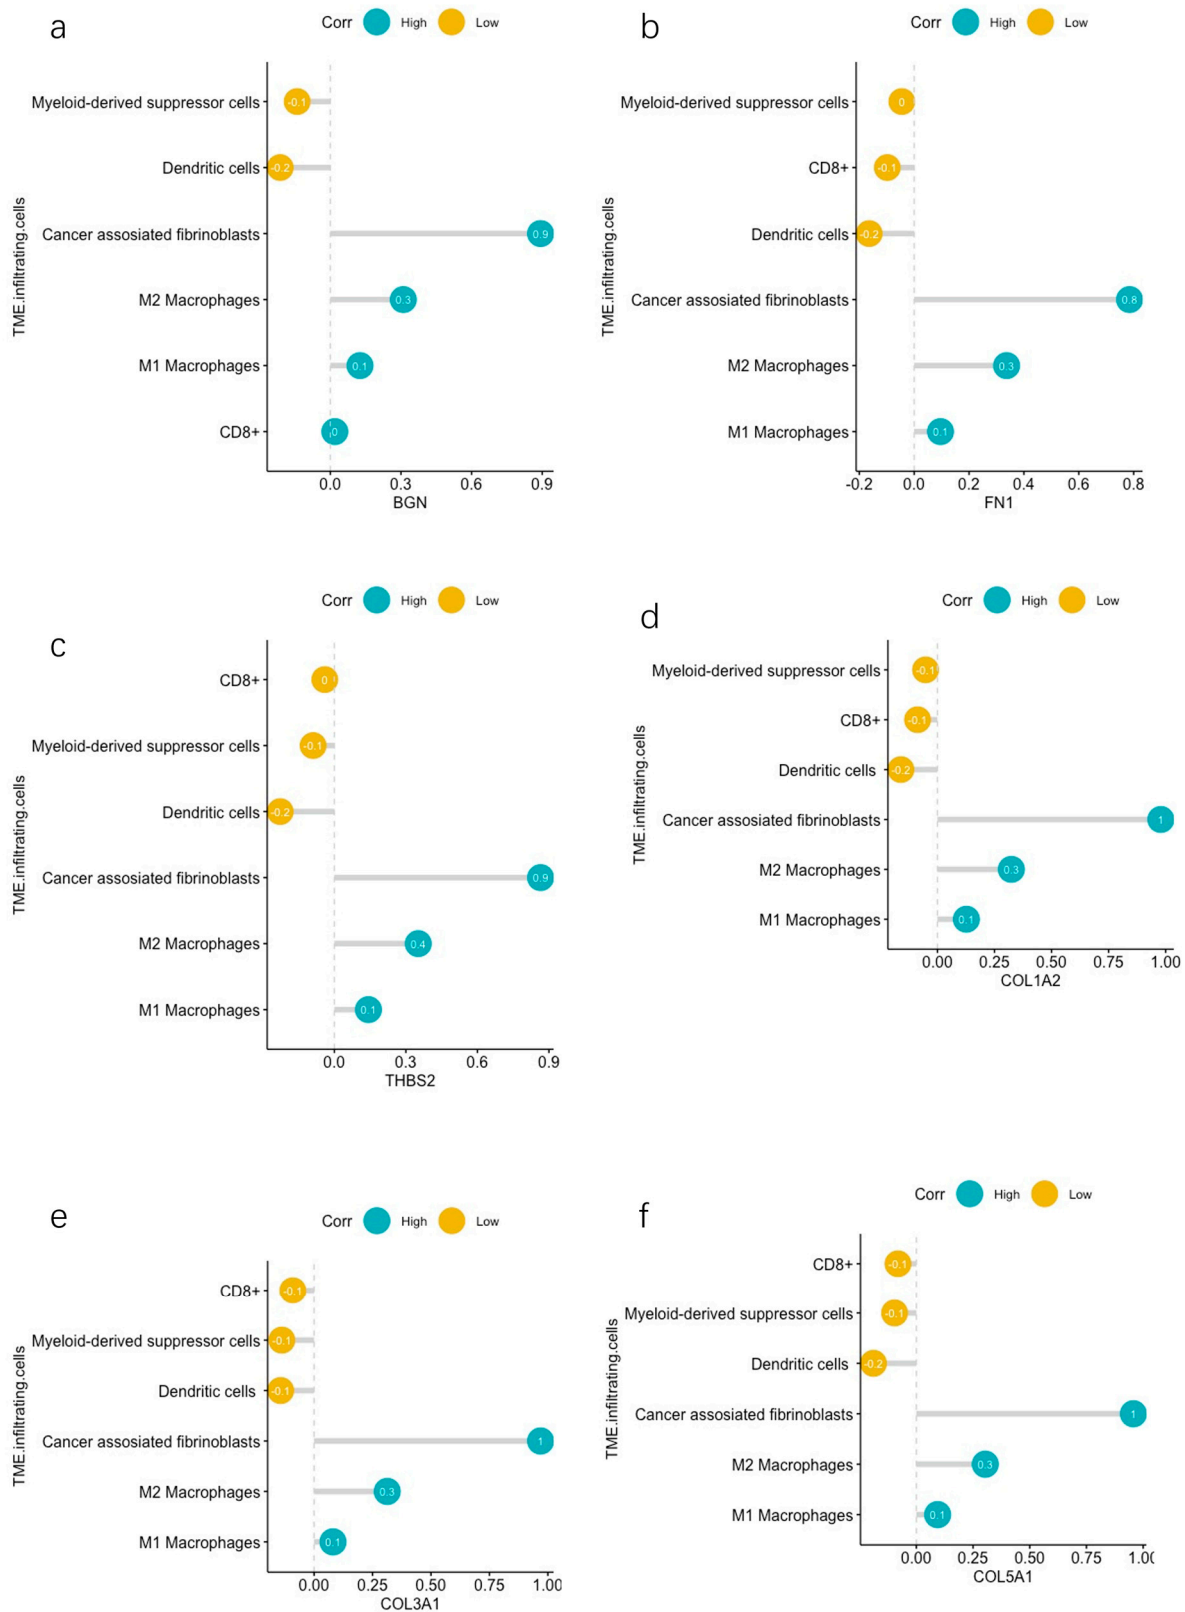 a
Corr High Low
Myeloid-derived suppressor cells
-0.1
Dendritic cells
-0.2
Cancer assosiated fibrinoblasts
0.9
M2 Macrophages
0.3
M1 Macrophages
0.1
CD8+
0
TME.infiltrating.cells
0.0 0.3 0.6 0.9
BGN
b
Corr High Low
Myeloid-derived suppressor cells
0
CD8+
-0.1
Dendritic cells
-0.2
Cancer assosiated fibrinoblasts
0.8
M2 Macrophages
0.3
M1 Macrophages
0.1
TME.infiltrating.cells
-0.2 0.0 0.2 0.4 0.6 0.8
FN1
c
Corr High Low
CD8+
0
Myeloid-derived suppressor cells
-0.1
Dendritic cells
-0.2
Cancer assosiated fibrinoblasts
0.9
M2 Macrophages
0.4
M1 Macrophages
0.1
TME.infiltrating.cells
0.0 0.3 0.6 0.9
THBS2
d
Corr High Low
Myeloid-derived suppressor cells
-0.1
CD8+
-0.1
Dendritic cells
-0.2
Cancer assosiated fibrinoblasts
1
M2 Macrophages
0.3
M1 Macrophages
0.1
TME.infiltrating.cells
0.00 0.25 0.50 0.75 1.00
COL1A2
e
Corr High Low
CD8+
-0.1
Myeloid-derived suppressor cells
-0.1
Dendritic cells
-0.1
Cancer assosiated fibrinoblasts
1
M2 Macrophages
0.3
M1 Macrophages
0.1
TME.infiltrating.cells
0.00 0.25 0.50 0.75 1.00
COL3A1
f
Corr High Low
CD8+
-0.1
Myeloid-derived suppressor cells
-0.1
Dendritic cells
-0.2
Cancer assosiated fibrinoblasts
1
M2 Macrophages
0.3
M1 Macrophages
0.1
TME.infiltrating.cells
0.00 0.25 0.50 0.75 1.00
COL5A1